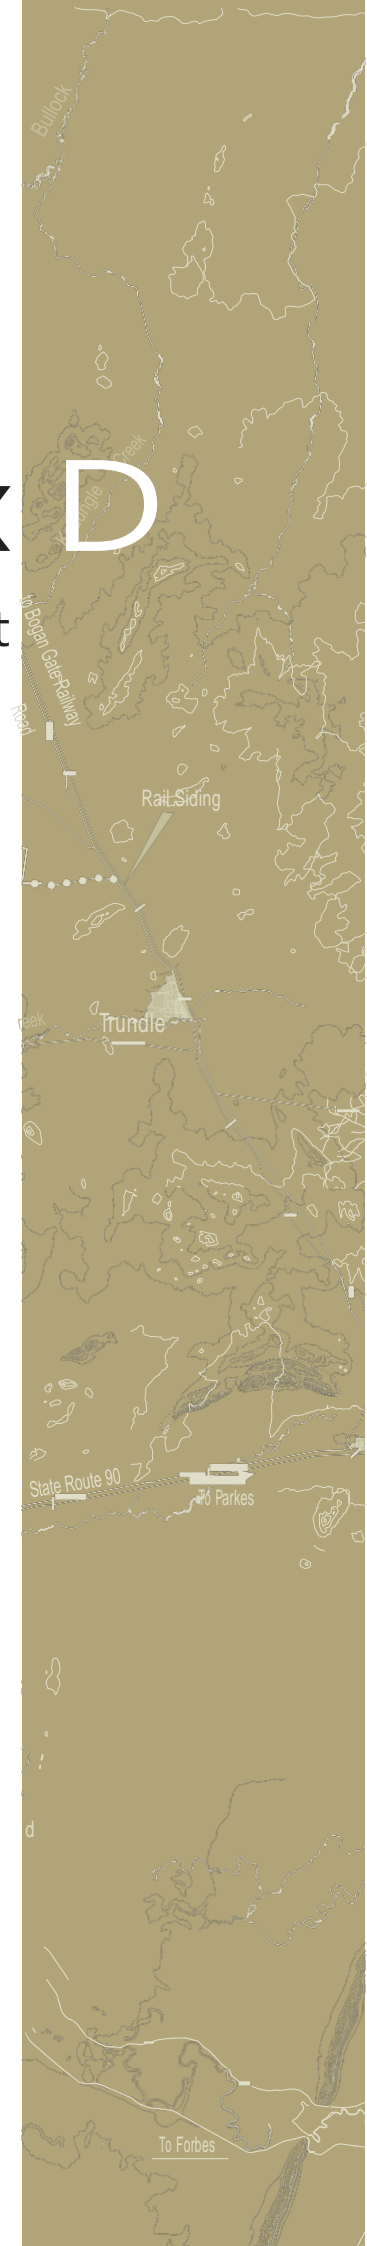 Bullock
Creek
x D
t
To Bogan Gate Railway
Road
Rail Siding
Trundle
State Route 90
To Parkes
d
To Forbes